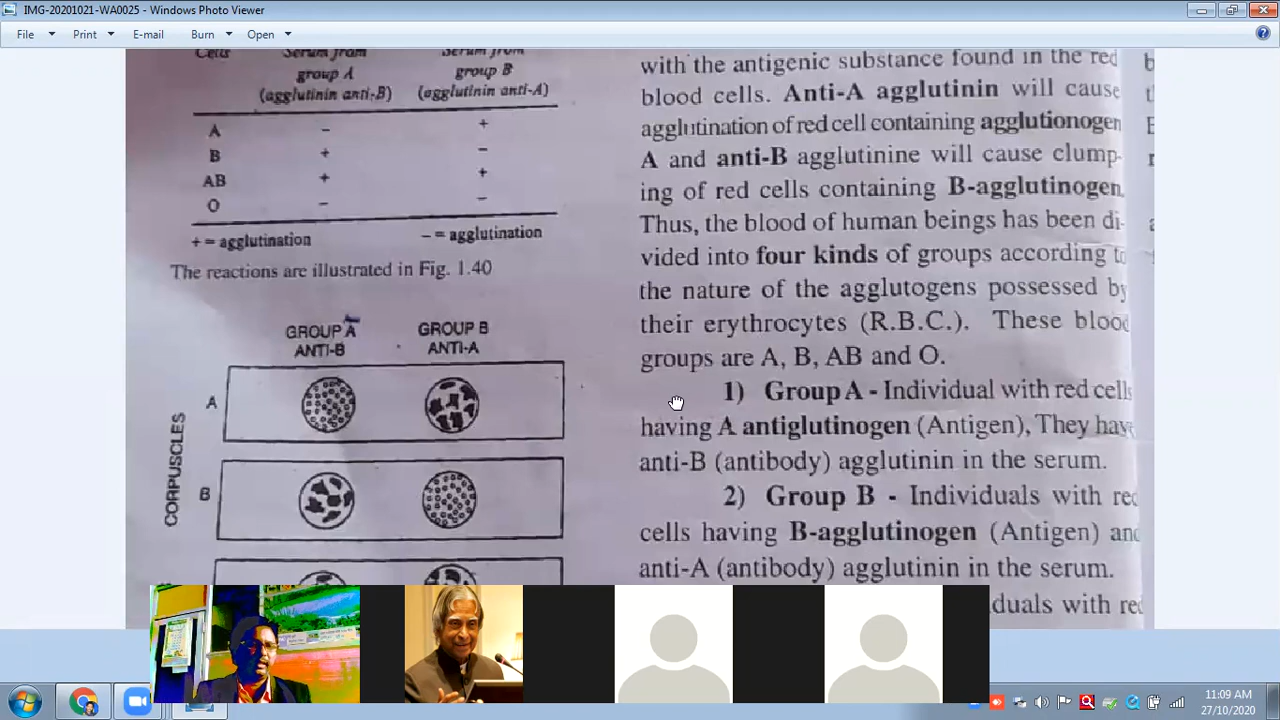 IMG-20201021-WA0025 - Windows Photo Viewer
File Print E-mail Burn Open
Cells Serum from Serum from
group A group B
(agglutinin anti-B) (agglutinin anti-A)
A – +
B + –
AB + +
O – –
+ = agglutination – = agglutination
The reactions are illustrated in Fig. 1.40
GROUP A GROUP B
ANTI-B ANTI-A
CORPUSCLES
A
B
with the antigenic substance found in the red
blood cells. Anti-A agglutinin will cause
agglutination of red cell containing agglutionogen
A and anti-B agglutinine will cause clump-
ing of red cells containing B-agglutinogen.
Thus, the blood of human beings has been di-
vided into four kinds of groups according to
the nature of the agglutogens possessed by
their erythrocytes (R.B.C.). These blood
groups are A, B, AB and O.
1) Group A - Individual with red cells
having A antiglutinogen (Antigen), They have
anti-B (antibody) agglutinin in the serum.
2) Group B - Individuals with red
cells having B-agglutinogen (Antigen) and
anti-A (antibody) agglutinin in the serum.
duals with red
11:09 AM
27/10/2020